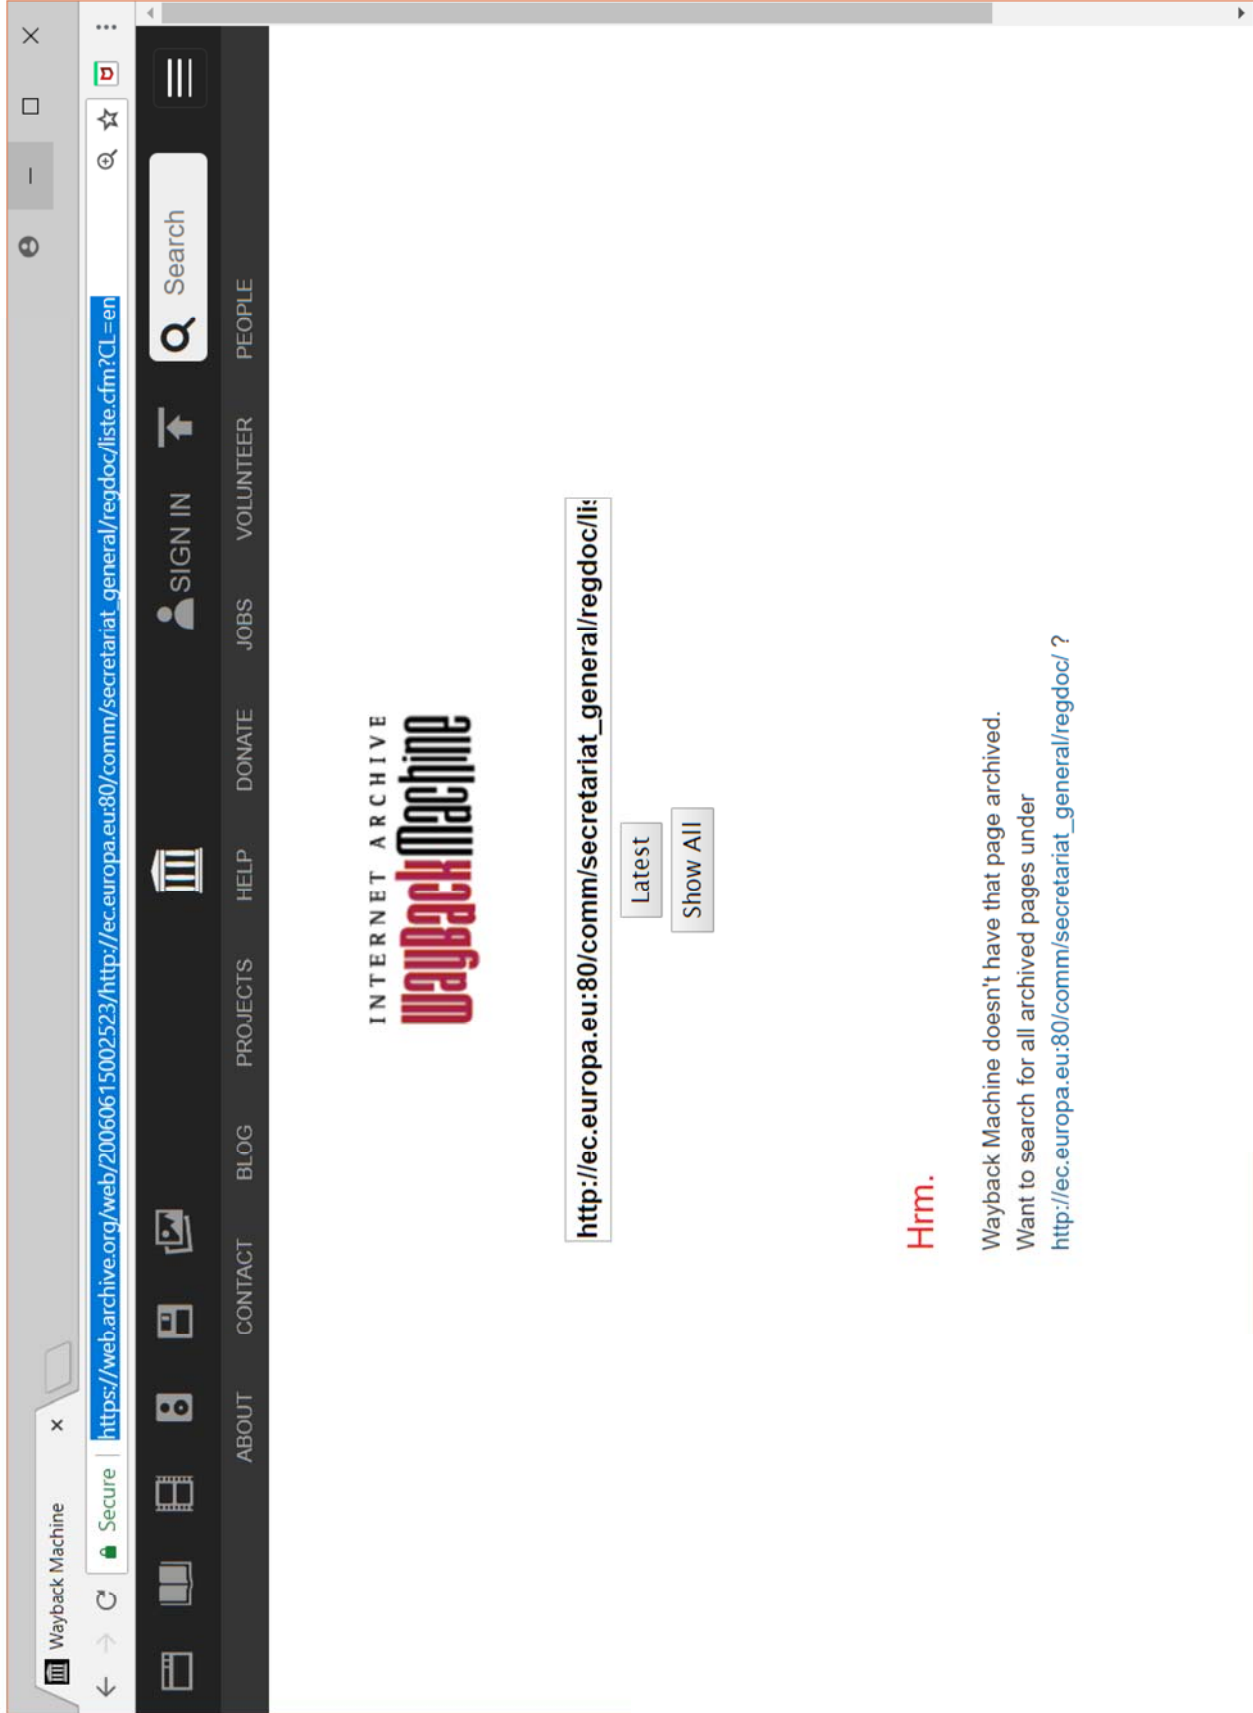 Wayback Machine
Secure
https://web.archive.org/web/20060615002523/http://ec.europa.eu:80/comm/secretariat_general/regdoc/liste.cfm?CL=en
SIGN IN
Search
ABOUT CONTACT BLOG PROJECTS HELP DONATE JOBS VOLUNTEER PEOPLE
INTERNET ARCHIVE
WayBackMachine
http://ec.europa.eu:80/comm/secretariat_general/regdoc/lis
Latest
Show All
Hrm.
Wayback Machine doesn't have that page archived.
Want to search for all archived pages under
http://ec.europa.eu:80/comm/secretariat_general/regdoc/ ?